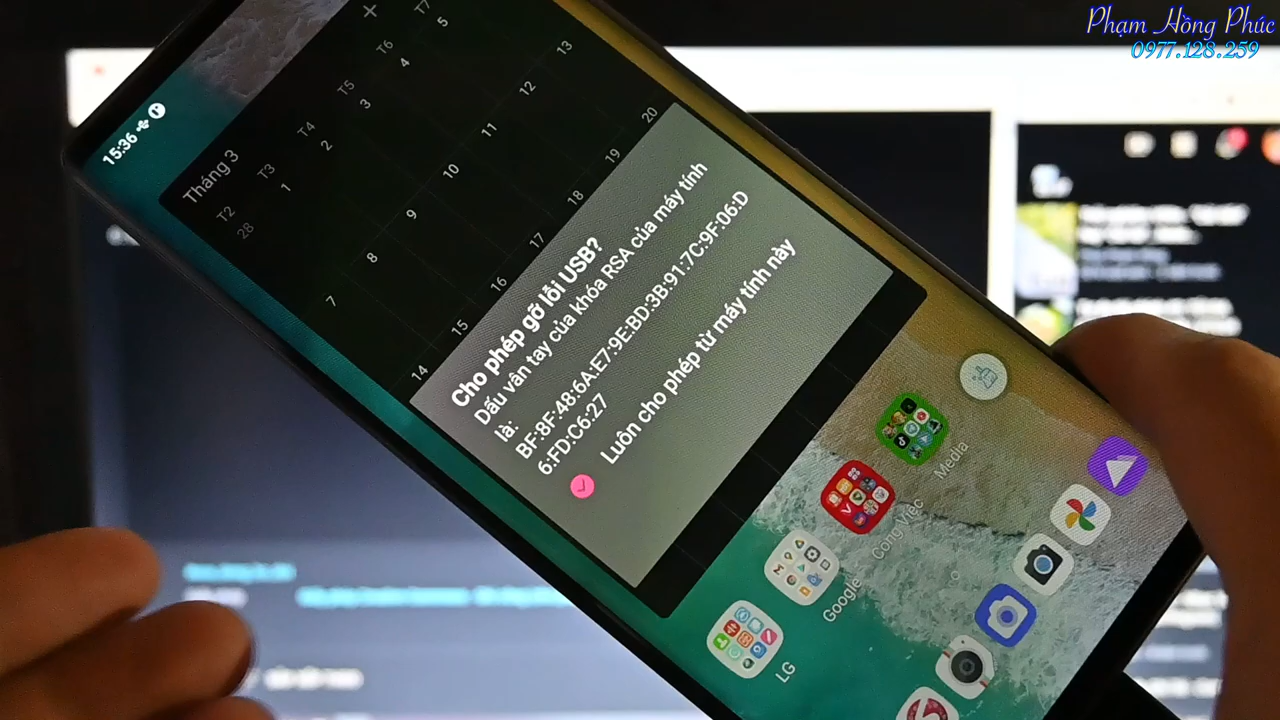 Phạm Hồng Phúc
0977.128.259
15:36
Tháng 3
T2 T3 T4 T5 T6 T7
28 1 2 3 4 5
7 8 9 10 11 12 13
14 15 16 17 18 19 20
Cho phép gỡ lỗi USB?
Dấu vân tay của khóa RSA của máy tính
là:
BF:8F:48:6A:E7:9E:BD:3B:91:7C:9F:06:D
6:FD:C6:27
Luôn cho phép từ máy tính này
LG
Google
Công Việc
Media